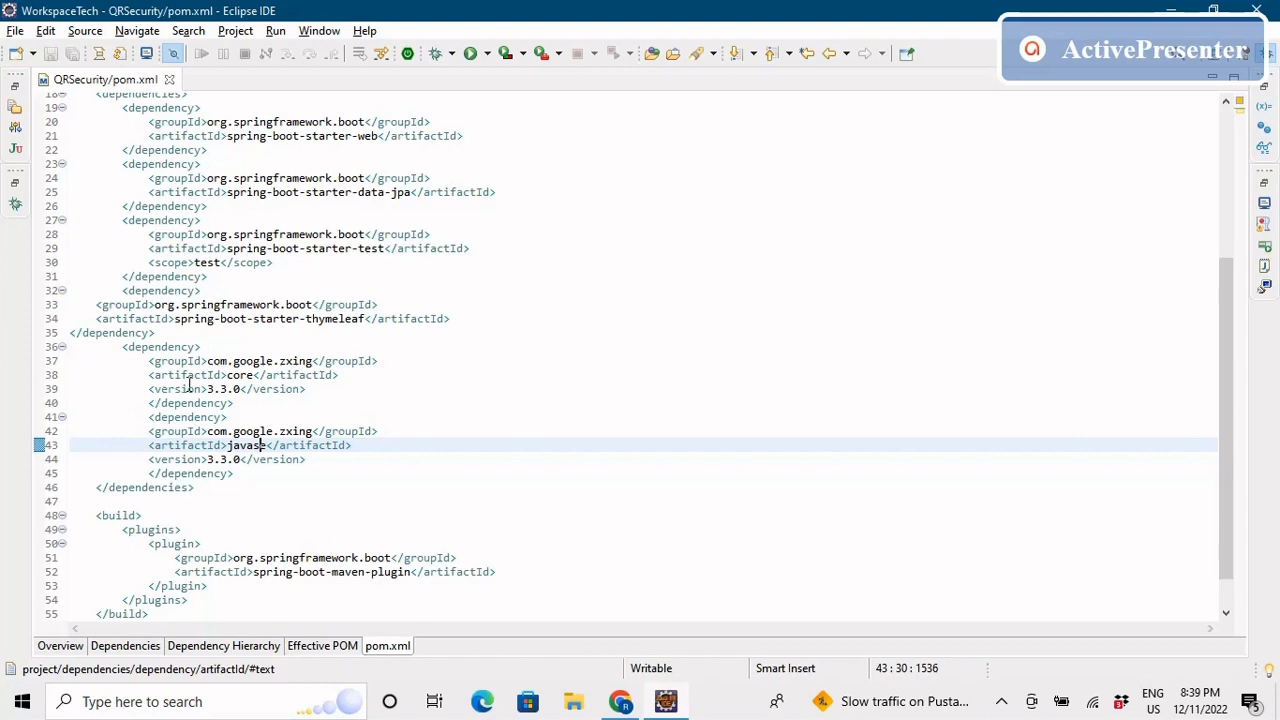 WorkspaceTech - QRSecurity/pom.xml - Eclipse IDE
File Edit Source Navigate Search Project Run Window Help
ActivePresenter
QRSecurity/pom.xml
18 <dependencies>
19 <dependency>
20 <groupId>org.springframework.boot</groupId>
21 <artifactId>spring-boot-starter-web</artifactId>
22 </dependency>
23 <dependency>
24 <groupId>org.springframework.boot</groupId>
25 <artifactId>spring-boot-starter-data-jpa</artifactId>
26 </dependency>
27 <dependency>
28 <groupId>org.springframework.boot</groupId>
29 <artifactId>spring-boot-starter-test</artifactId>
30 <scope>test</scope>
31 </dependency>
32 <dependency>
33 <groupId>org.springframework.boot</groupId>
34 <artifactId>spring-boot-starter-thymeleaf</artifactId>
35 </dependency>
36 <dependency>
37 <groupId>com.google.zxing</groupId>
38 <artifactId>core</artifactId>
39 <version>3.3.0</version>
40 </dependency>
41 <dependency>
42 <groupId>com.google.zxing</groupId>
43 <artifactId>javase</artifactId>
44 <version>3.3.0</version>
45 </dependency>
46 </dependencies>
47
48 <build>
49 <plugins>
50 <plugin>
51 <groupId>org.springframework.boot</groupId>
52 <artifactId>spring-boot-maven-plugin</artifactId>
53 </plugin>
54 </plugins>
55 </build>
Overview Dependencies Dependency Hierarchy Effective POM pom.xml
project/dependencies/dependency/artifactId/#text Writable Smart Insert 43 : 30 : 1536
Type here to search Slow traffic on Pusta... ENG US 8:39 PM 12/11/2022 5